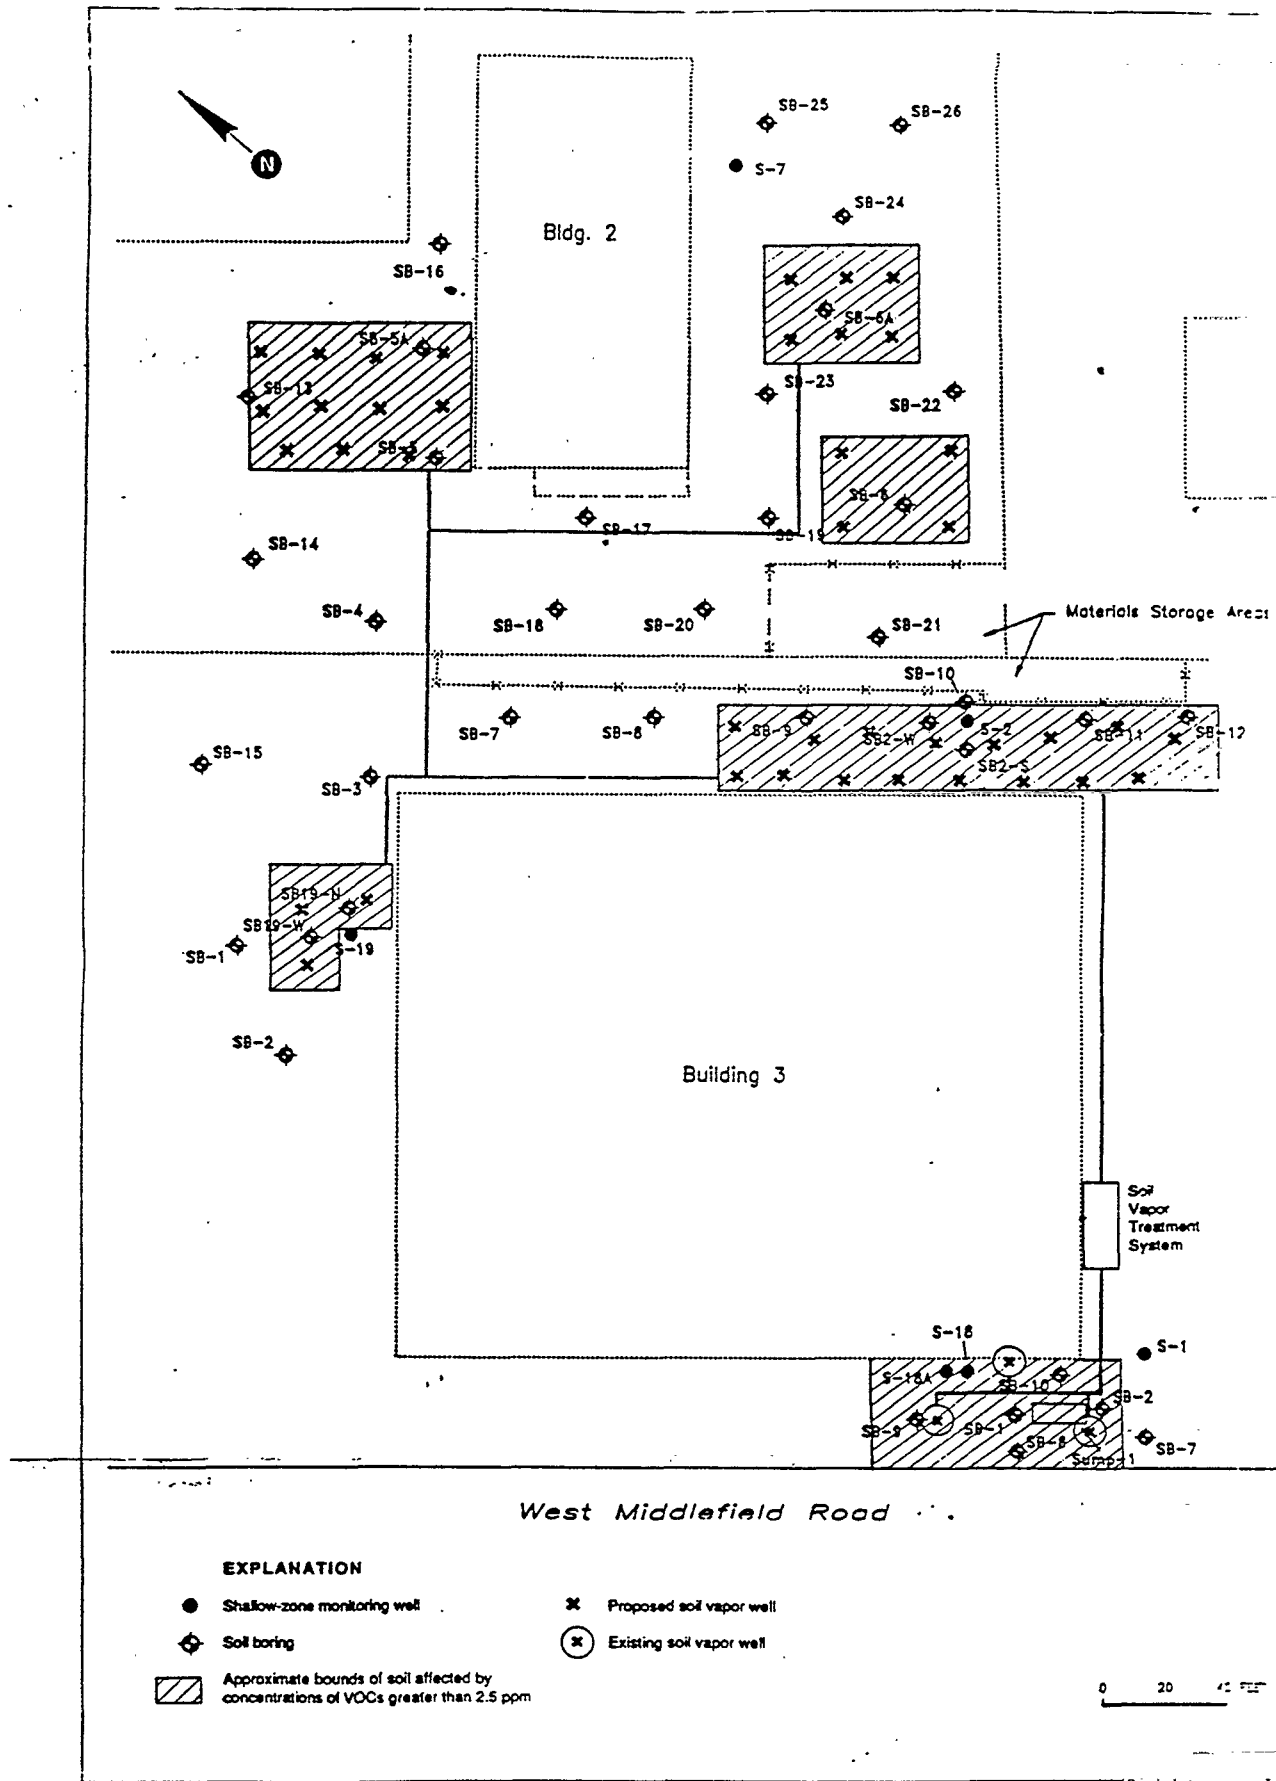 SB-25
SB-26
N
S-7
SB-24
Bldg. 2
SB-16
SB-5A
SB-6A
SB-13
SB-23
SB-22
SB-5
SB-6
SB-17
SB-19
SB-14
SB-4
SB-18
SB-20
SB-21
Materials Storage Areas
SB-10
SB-7
SB-8
SB-9
SB2-W
S-2
SB-11
SB-12
SB2-S
SB-15
SB-3
SB19-N
SB19-W
SB-1
S-19
SB-2
Building 3
Soil
Vapor
Treatment
System
S-18
S-1
S-18A
SB-10
SB-2
SB-9
SB-1
SB-8
SB-7
Sump-1
West Middlefield Road
EXPLANATION
Shallow-zone monitoring well
Proposed soil vapor well
Soil boring
Existing soil vapor well
Approximate bounds of soil affected by
concentrations of VOCs greater than 2.5 ppm
0 20 40 FEET